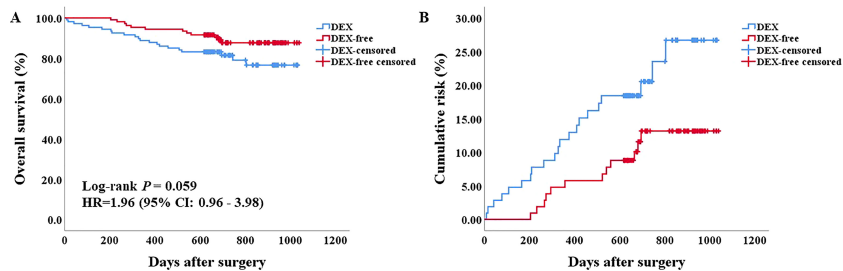 A
DEX
DEX-free
DEX-censored
DEX-free censored
Overall survival (%)
100.0
80.0
60.0
40.0
20.0
0.0
Log-rank P = 0.059
HR=1.96 (95% CI: 0.96 - 3.98)
0 200 400 600 800 1000 1200
Days after surgery
B
DEX
DEX-free
DEX-censored
DEX-free censored
Cumulative risk (%)
30.00
25.00
20.00
15.00
10.00
5.00
0.00
0 200 400 600 800 1000 1200
Days after surgery